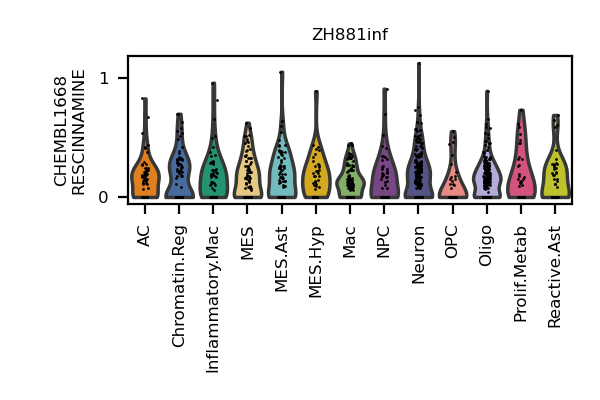 ZH881inf
CHEMBL1668
RESCINNAMINE
1
0
AC
Chromatin.Reg
Inflammatory.Mac
MES
MES.Ast
MES.Hyp
Mac
NPC
Neuron
OPC
Oligo
Prolif.Metab
Reactive.Ast